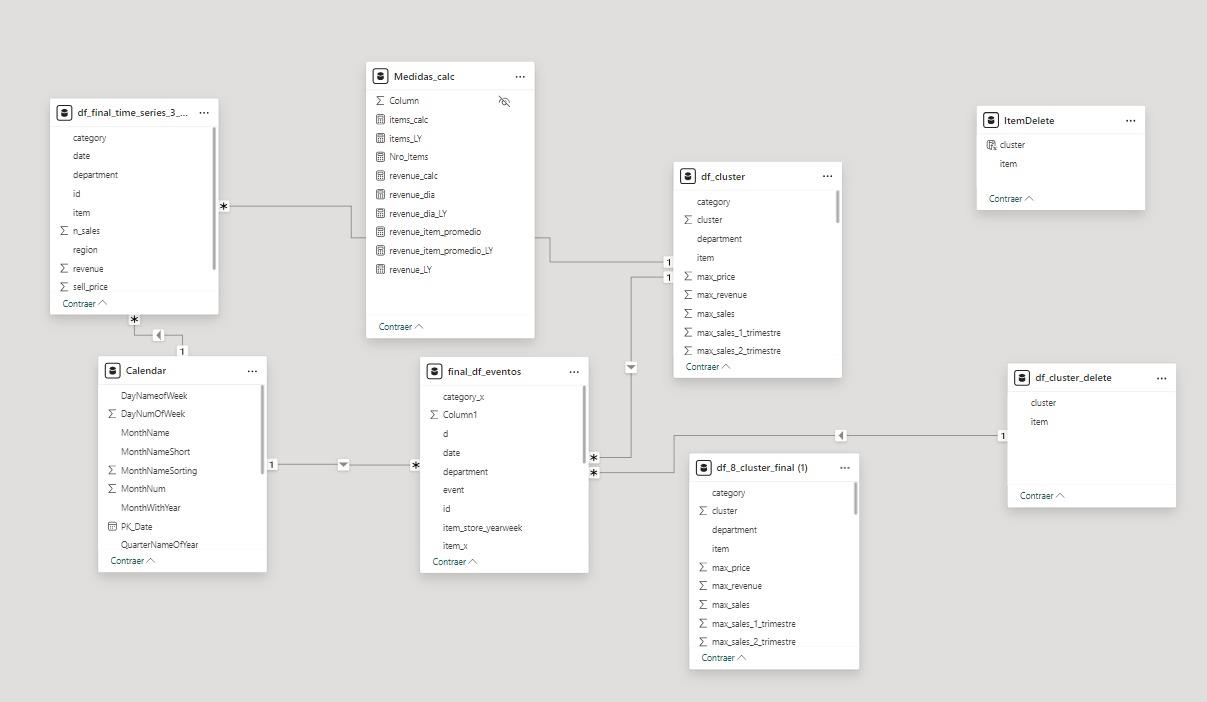 df_final_time_series_3_...
category
date
department
id
item
n_sales
region
revenue
sell_price
Contraer
Medidas_calc
Column
items_calc
items_LY
Nro_Items
revenue_calc
revenue_dia
revenue_dia_LY
revenue_item_promedio
revenue_item_promedio_LY
revenue_LY
Contraer
df_cluster
category
cluster
department
item
max_price
max_revenue
max_sales
max_sales_1_trimestre
max_sales_2_trimestre
Contraer
ItemDelete
cluster
item
Contraer
Calendar
DayNameofWeek
DayNumOfWeek
MonthName
MonthNameShort
MonthNameSorting
MonthNum
MonthWithYear
PK_Date
QuarterNameOfYear
Contraer
final_df_eventos
category_x
Column1
d
date
department
event
id
item_store_yearweek
item_x
Contraer
df_8_cluster_final (1)
category
cluster
department
item
max_price
max_revenue
max_sales
max_sales_1_trimestre
max_sales_2_trimestre
Contraer
df_cluster_delete
cluster
item
Contraer
*
1
1
*
1
1
*
*
*
1